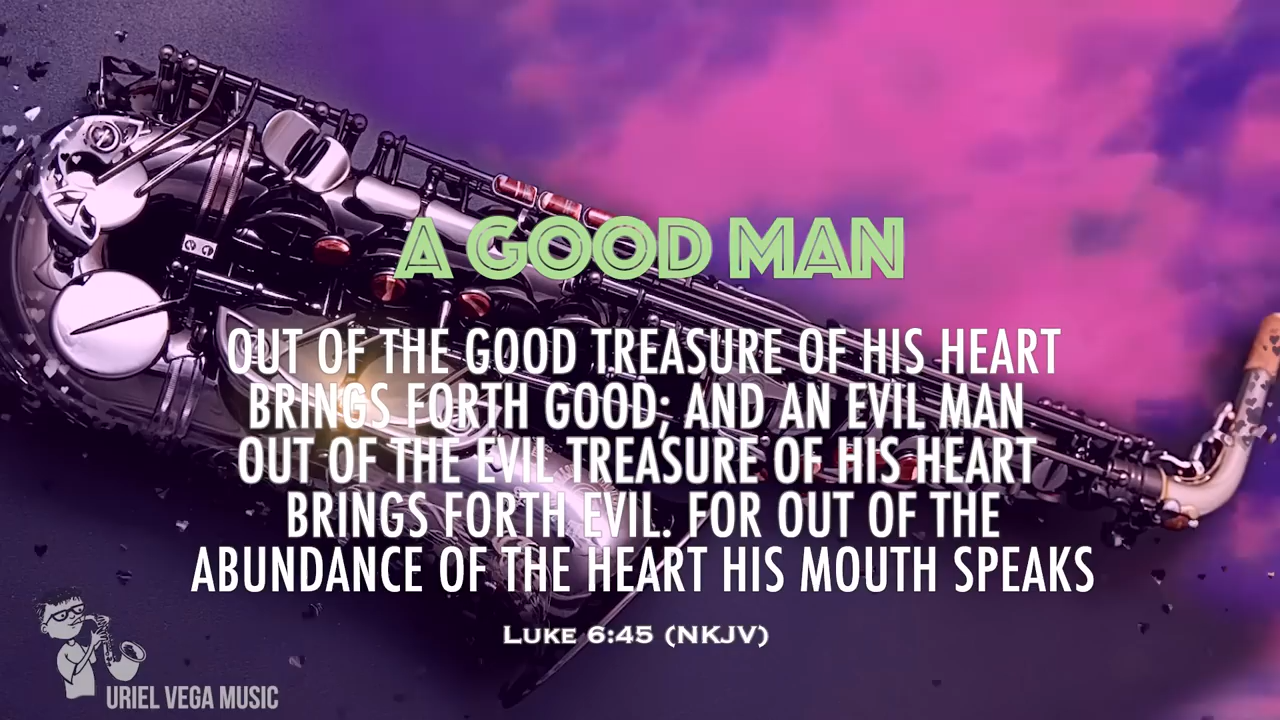 A GOOD MAN
OUT OF THE GOOD TREASURE OF HIS HEART
BRINGS FORTH GOOD; AND AN EVIL MAN
OUT OF THE EVIL TREASURE OF HIS HEART
BRINGS FORTH EVIL. FOR OUT OF THE
ABUNDANCE OF THE HEART HIS MOUTH SPEAKS
Luke 6:45 (NKJV)
URIEL VEGA MUSIC